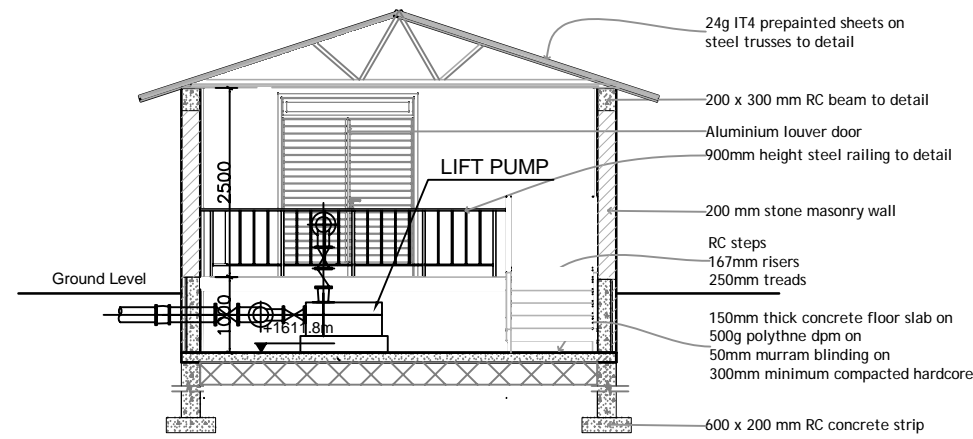 24g IT4 prepainted sheets on
steel trusses to detail
200 x 300 mm RC beam to detail
Aluminium louver door
900mm height steel railing to detail
LIFT PUMP
2500
200 mm stone masonry wall
RC steps
167mm risers
250mm treads
Ground Level
1000
+1611.8m
150mm thick concrete floor slab on
500g polythne dpm on
50mm murram blinding on
300mm minimum compacted hardcore
600 x 200 mm RC concrete strip